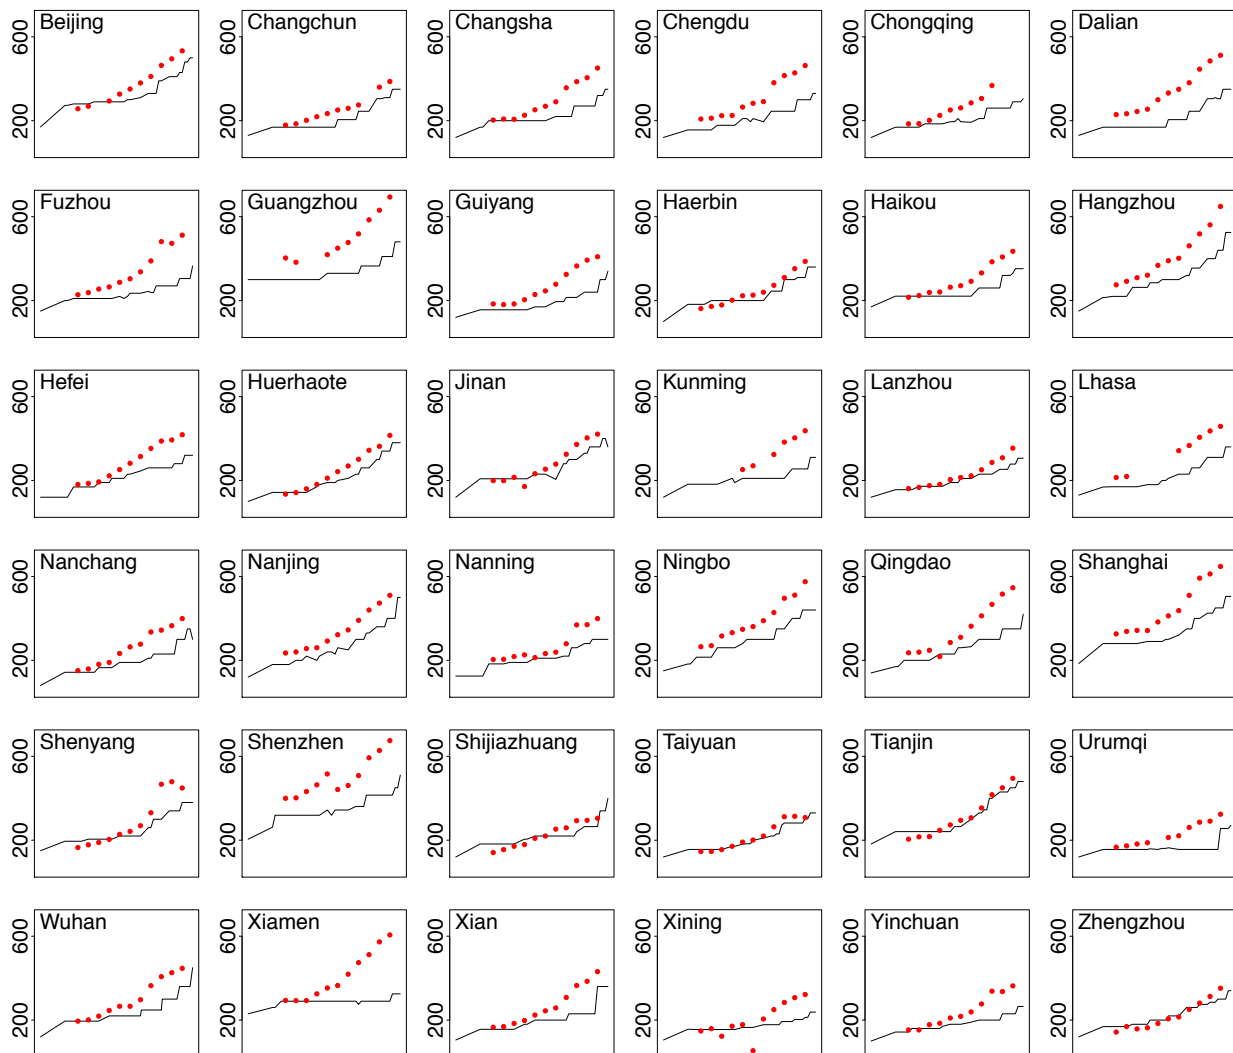 Beijing Changchun Changsha Chengdu Chongqing Dalian
600 600 600 600 600 600
200 200 200 200 200 200
Fuzhou Guangzhou Guiyang Haerbin Haikou Hangzhou
600 600 600 600 600 600
200 200 200 200 200 200
Hefei Huerhaote Jinan Kunming Lanzhou Lhasa
600 600 600 600 600 600
200 200 200 200 200 200
Nanchang Nanjing Nanning Ningbo Qingdao Shanghai
600 600 600 600 600 600
200 200 200 200 200 200
Shenyang Shenzhen Shijiazhuang Taiyuan Tianjin Urumqi
600 600 600 600 600 600
200 200 200 200 200 200
Wuhan Xiamen Xian Xining Yinchuan Zhengzhou
600 600 600 600 600 600
200 200 200 200 200 200